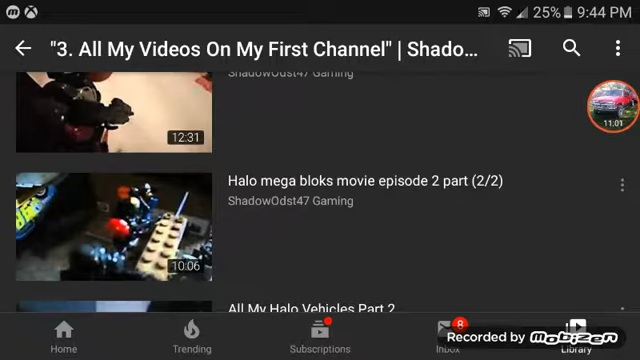 25% 9:44 PM
"3. All My Videos On My First Channel" | Shado...
ShadowOdst47 Gaming
12:31
11:01
Halo mega bloks movie episode 2 part (2/2)
ShadowOdst47 Gaming
10:06
All My Halo Vehicles Part 2
8
Home
Trending
Subscriptions
Inbox
Library
Recorded by mobizen